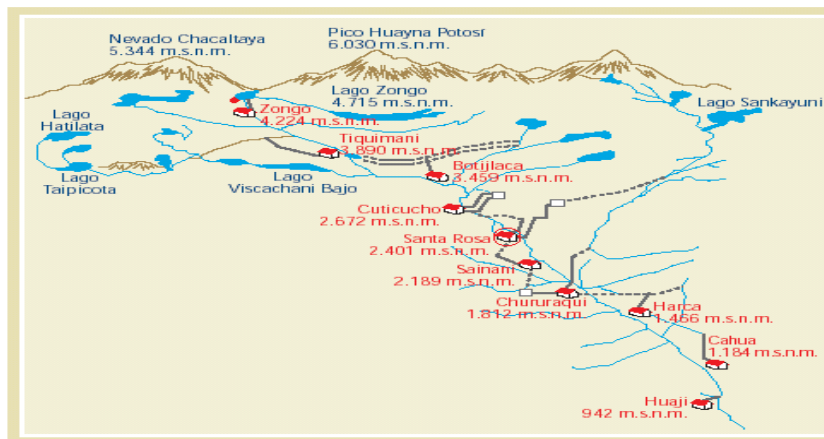 Nevado Chacaltaya
5.344 m.s.n.m.
Pico Huayna Potosí
6.030 m.s.n.m.
Lago Zongo
4.715 m.s.n.m.
Lago Sankayuni
Zongo
4.224 m.s.n.m.
Lago
Hatilata
Tiquimani
3.890 m.s.n.m.
Lago
Taipicota
Lago
Viscachani Bajo
Botijlaca
3.459 m.s.n.m.
Cuticucho
2.672 m.s.n.m.
Santa Rosa
2.401 m.s.n.m.
Sainani
2.189 m.s.n.m.
Chururaqui
1.812 m.s.n.m.
Harca
1.466 m.s.n.m.
Cahua
1.184 m.s.n.m.
Huaji
942 m.s.n.m.